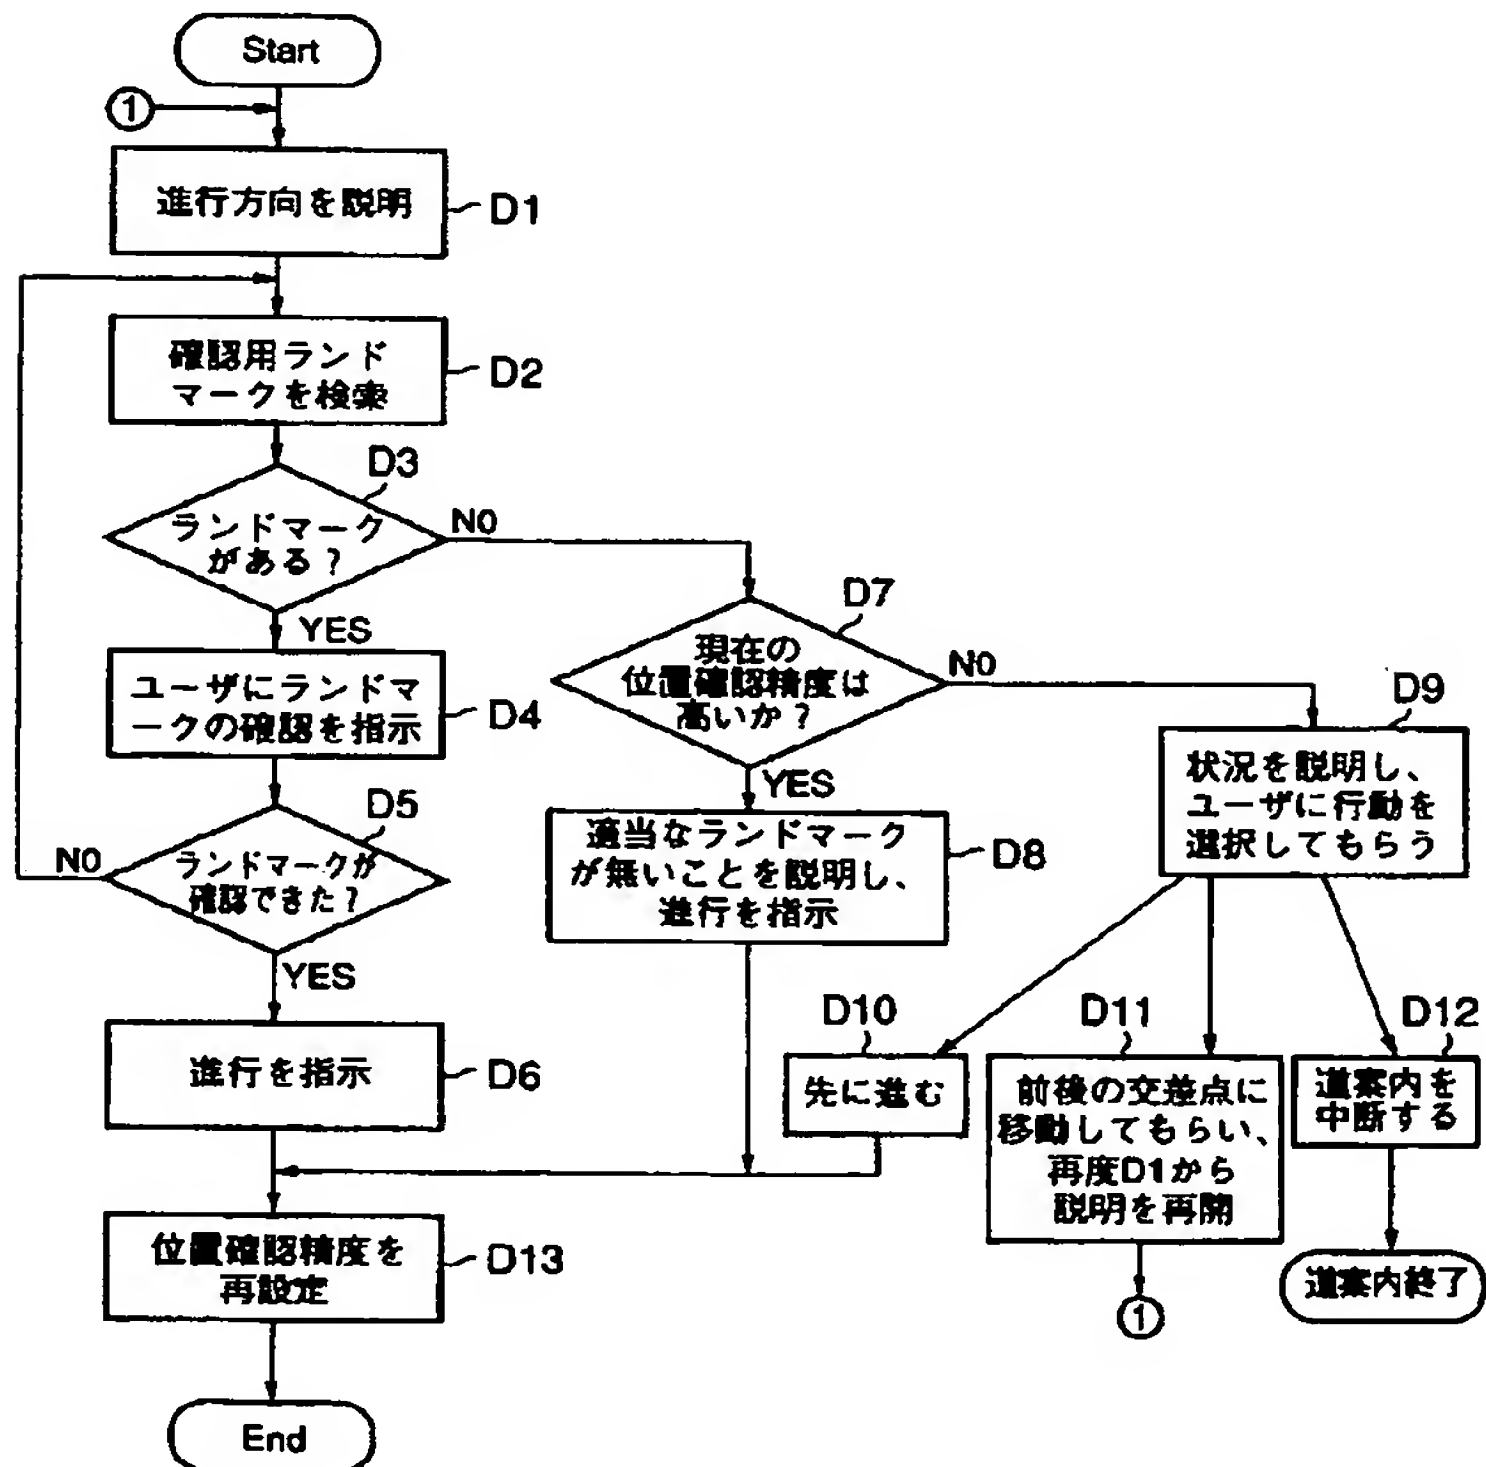 Start
①
進行方向を説明
D1
確認用ランド
マークを検索
D2
D3
ランドマーク
がある?
NO
YES
ユーザにランドマ
ークの確認を指示
D4
D5
ランドマークが
確認できた?
NO
YES
進行を指示
D6
D7
現在の
位置確認精度は
高いか?
NO
YES
適当なランドマーク
が無いことを説明し、
進行を指示
D8
D9
状況を説明し、
ユーザに行動を
選択してもらう
D10
先に進む
D11
前後の交差点に
移動してもらい、
再度D1から
説明を再開
①
D12
道案内を
中断する
道案内終了
位置確認精度を
再設定
D13
End